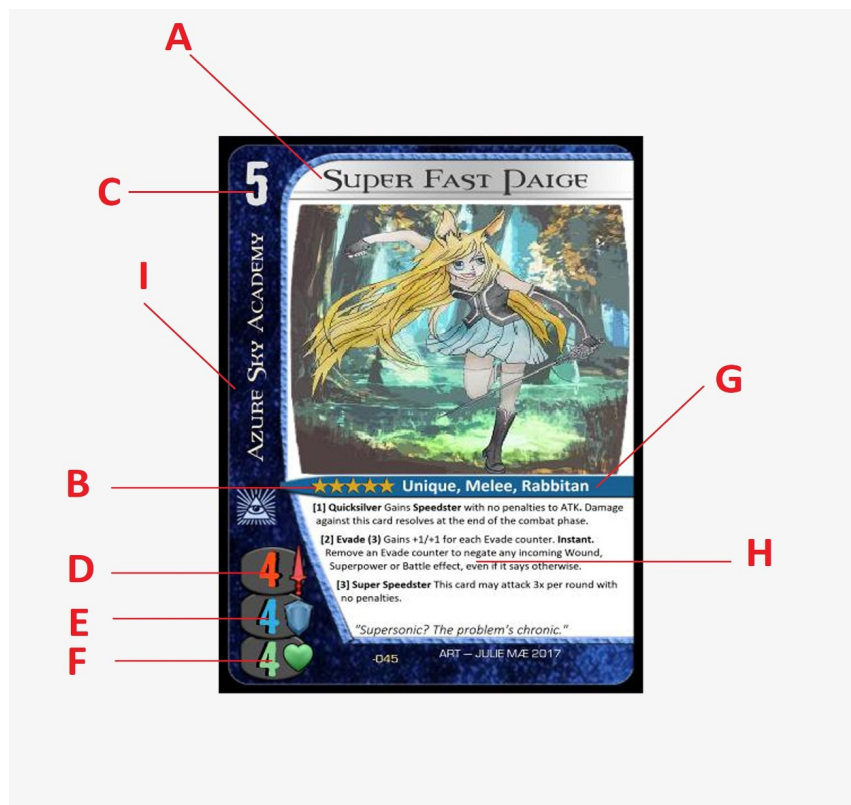 A
C
5
SUPER FAST PAIGE
I
AZURE SKY ACADEMY
G
B
Unique, Melee, Rabbitan
[1] Quicksilver Gains Speedster with no penalties to ATK. Damage
against this card resolves at the end of the combat phase.
[2] Evade (3) Gains +1/+1 for each Evade counter. Instant.
Remove an Evade counter to negate any incoming Wound,
Superpower or Battle effect, even if it says otherwise.
H
[3] Super Speedster This card may attack 3x per round with
no penalties.
D
4
E
4
"Supersonic? The problem's chronic."
F
4
-045
ART — JULIE MÆ 2017